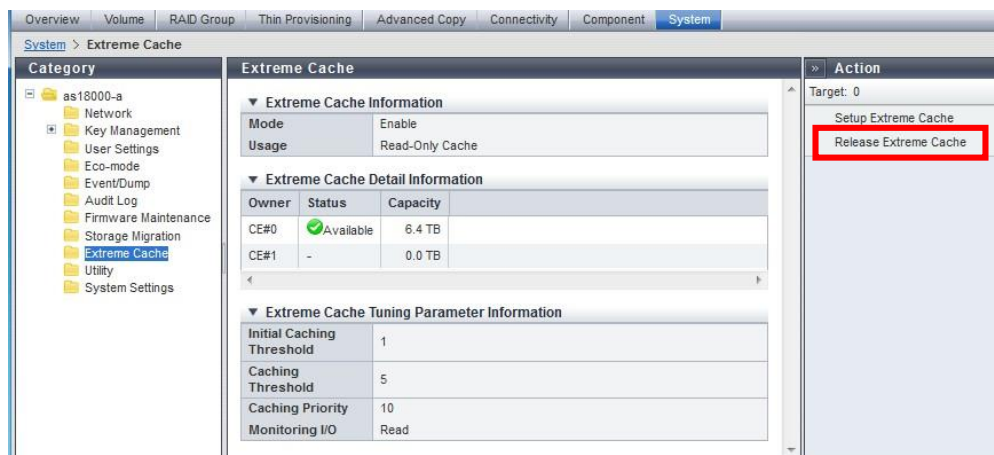 Overview Volume RAID Group Thin Provisioning Advanced Copy Connectivity Component System
System > Extreme Cache
Category
as18000-a
Network
Key Management
User Settings
Eco-mode
Event/Dump
Audit Log
Firmware Maintenance
Storage Migration
Extreme Cache
Utility
System Settings
Extreme Cache
▼ Extreme Cache Information
Mode Enable
Usage Read-Only Cache
▼ Extreme Cache Detail Information
Owner Status Capacity
CE#0 Available 6.4 TB
CE#1 - 0.0 TB
▼ Extreme Cache Tuning Parameter Information
Initial Caching
Threshold 1
Caching
Threshold 5
Caching Priority 10
Monitoring I/O Read
» Action
Target: 0
Setup Extreme Cache
Release Extreme Cache